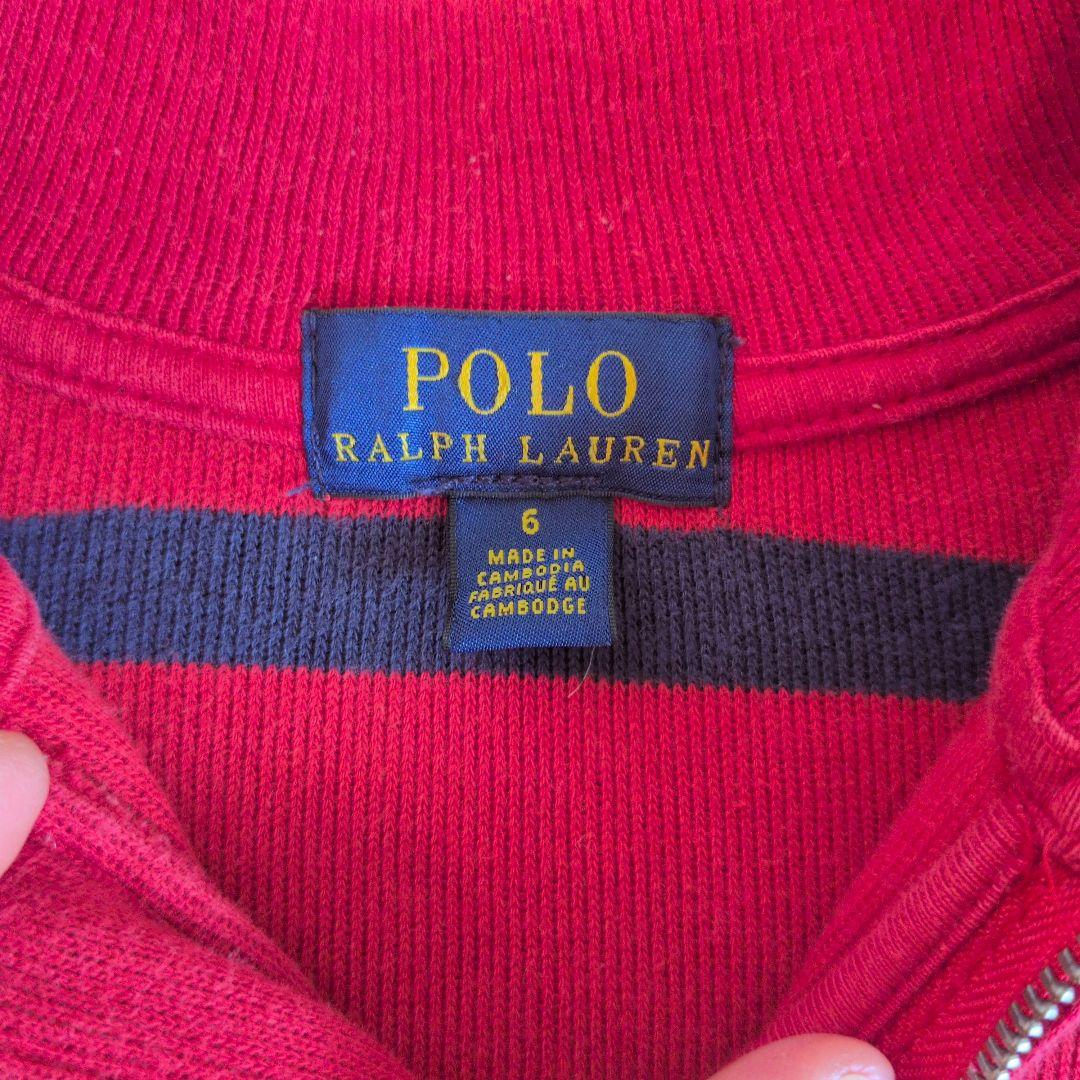 POLO
RALPH LAUREN
6
MADE IN
CAMBODIA
FABRIQUÉ AU
CAMBODGE